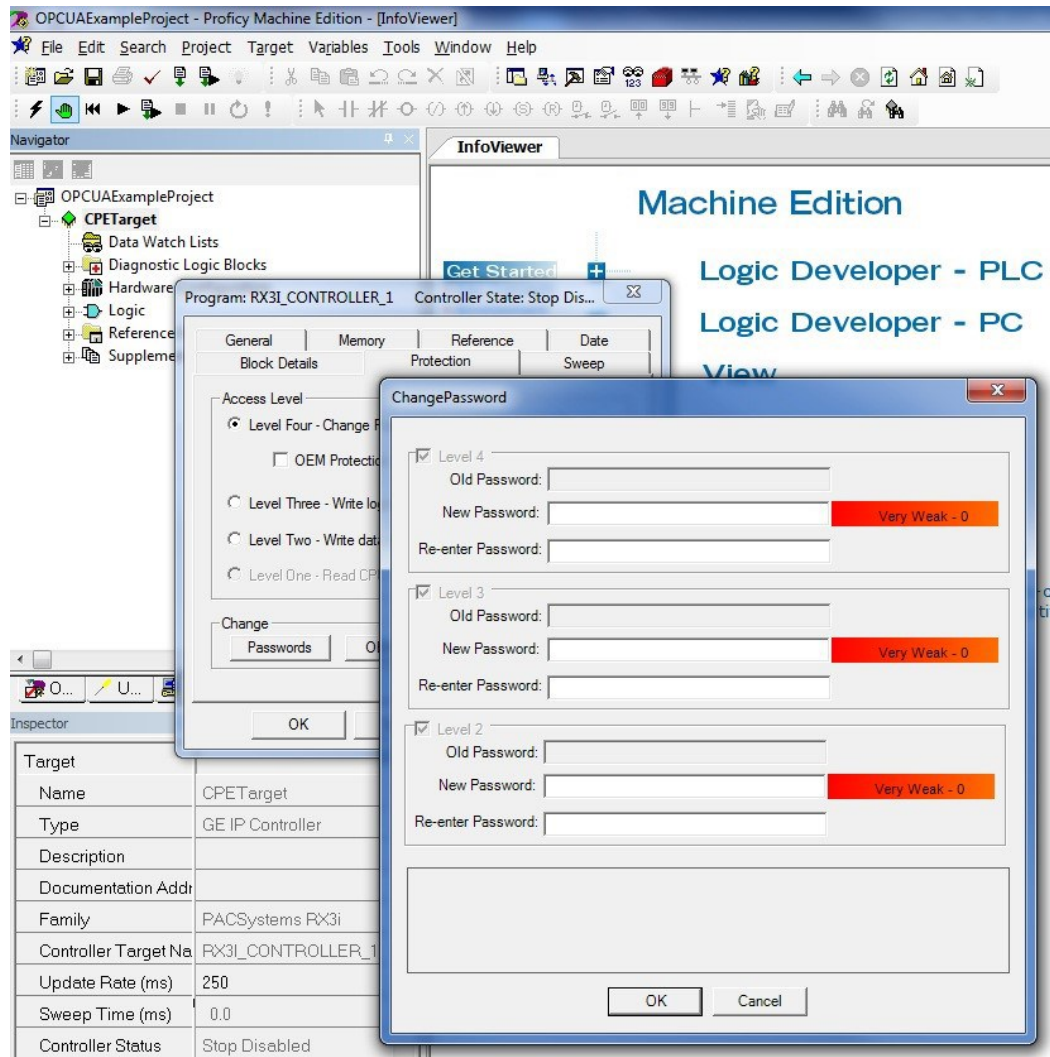 OPCUAExampleProject - Proficy Machine Edition - [InfoViewer]
File Edit Search Project Target Variables Tools Window Help
Navigator
InfoViewer
OPCUAExampleProject
CPETarget
Data Watch Lists
Diagnostic Logic Blocks
Hardware
Logic
Reference
Suppleme
Machine Edition
Get Started
Logic Developer - PLC
Logic Developer - PC
View
Program: RX3I_CONTROLLER_1 Controller State: Stop Dis...
General Memory Reference Date
Block Details Protection Sweep
Access Level
Level Four - Change P
OEM Protectio
Level Three - Write lo
Level Two - Write dat
Level One - Read CP
Change
Passwords
OK
ChangePassword
Level 4
Old Password:
New Password:
Very Weak - 0
Re-enter Password:
Level 3
Old Password:
New Password:
Very Weak - 0
Re-enter Password:
Level 2
Old Password:
New Password:
Very Weak - 0
Re-enter Password:
OK Cancel
O... U...
Inspector
Target
Name CPETarget
Type GE IP Controller
Description
Documentation Addr
Family PACSystems RX3i
Controller Target Na RX3I_CONTROLLER_1
Update Rate (ms) 250
Sweep Time (ms) 0.0
Controller Status Stop Disabled